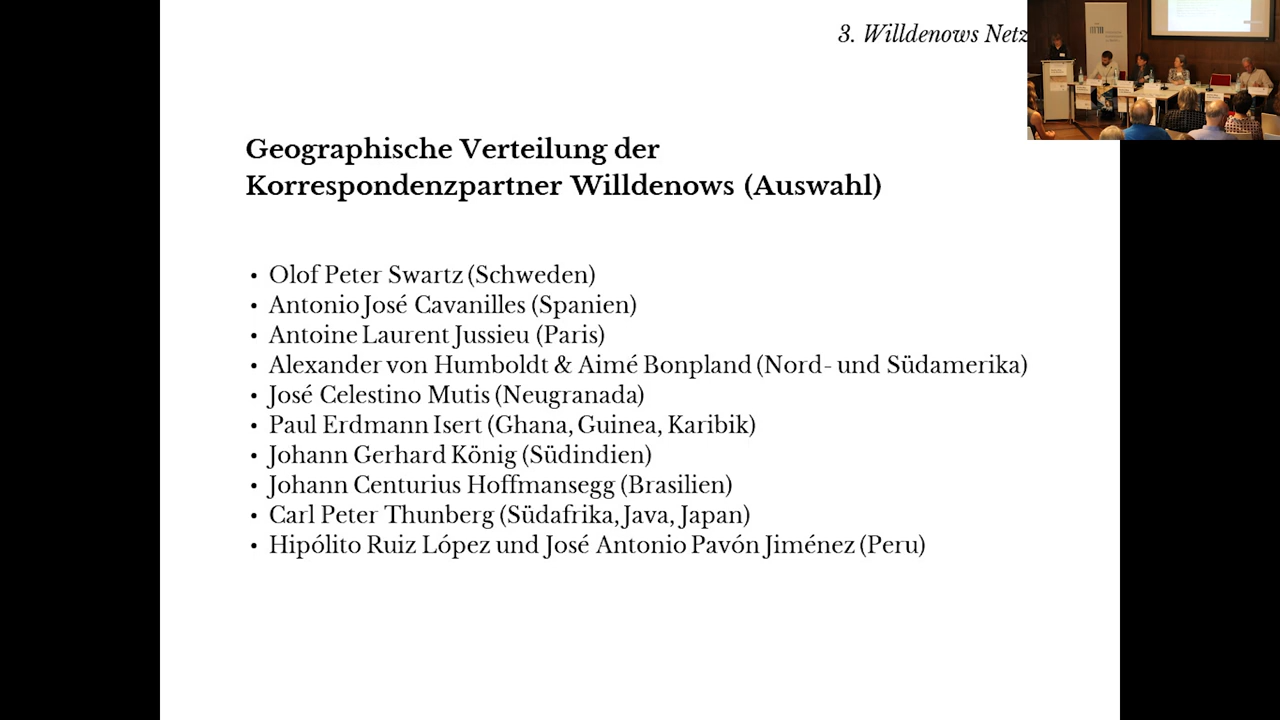 3. Willdenows Netz
Geographische Verteilung der
Korrespondenzpartner Willdenows (Auswahl)
• Olof Peter Swartz (Schweden)
• Antonio José Cavanilles (Spanien)
• Antoine Laurent Jussieu (Paris)
• Alexander von Humboldt & Aimé Bonpland (Nord- und Südamerika)
• José Celestino Mutis (Neugranada)
• Paul Erdmann Isert (Ghana, Guinea, Karibik)
• Johann Gerhard König (Südindien)
• Johann Centurius Hoffmansegg (Brasilien)
• Carl Peter Thunberg (Südafrika, Java, Japan)
• Hipólito Ruiz López und José Antonio Pavón Jiménez (Peru)